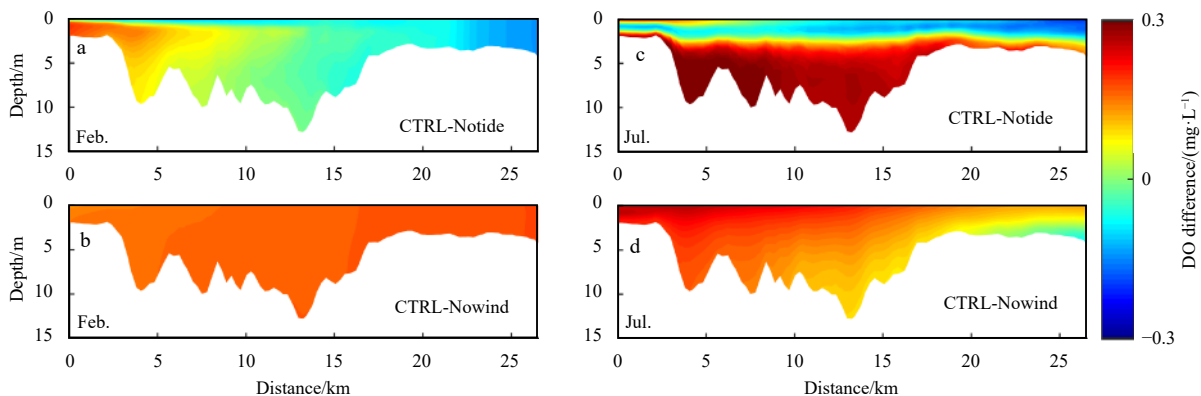 0
5
10
15
Depth/m
a
Feb.
CTRL-Notide
0
5
10
15
20
25
0
5
10
15
Depth/m
b
Feb.
CTRL-Nowind
0
5
10
15
20
25
Distance/km
0
5
10
15
c
Jul.
CTRL-Notide
0
5
10
15
20
25
0
5
10
15
d
Jul.
CTRL-Nowind
0
5
10
15
20
25
Distance/km
0.3
0
−0.3
DO difference/(mg·L⁻¹)